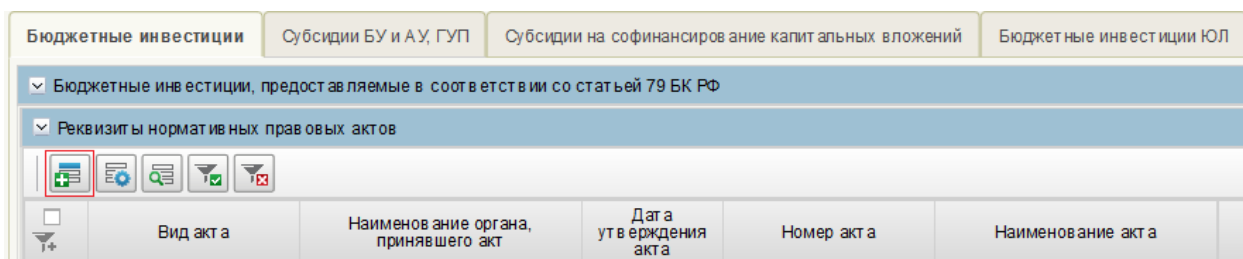 Бюджетные инвестиции Субсидии БУ и АУ, ГУП Субсидии на софинансирование капитальных вложений Бюджетные инвестиции ЮЛ
Бюджетные инвестиции, предоставляемые в соответствии со статьей 79 БК РФ
Реквизиты нормативных правовых актов
Вид акта
Наименование органа,
принявшего акт
Дата
утверждения
акта
Номер акта
Наименование акта